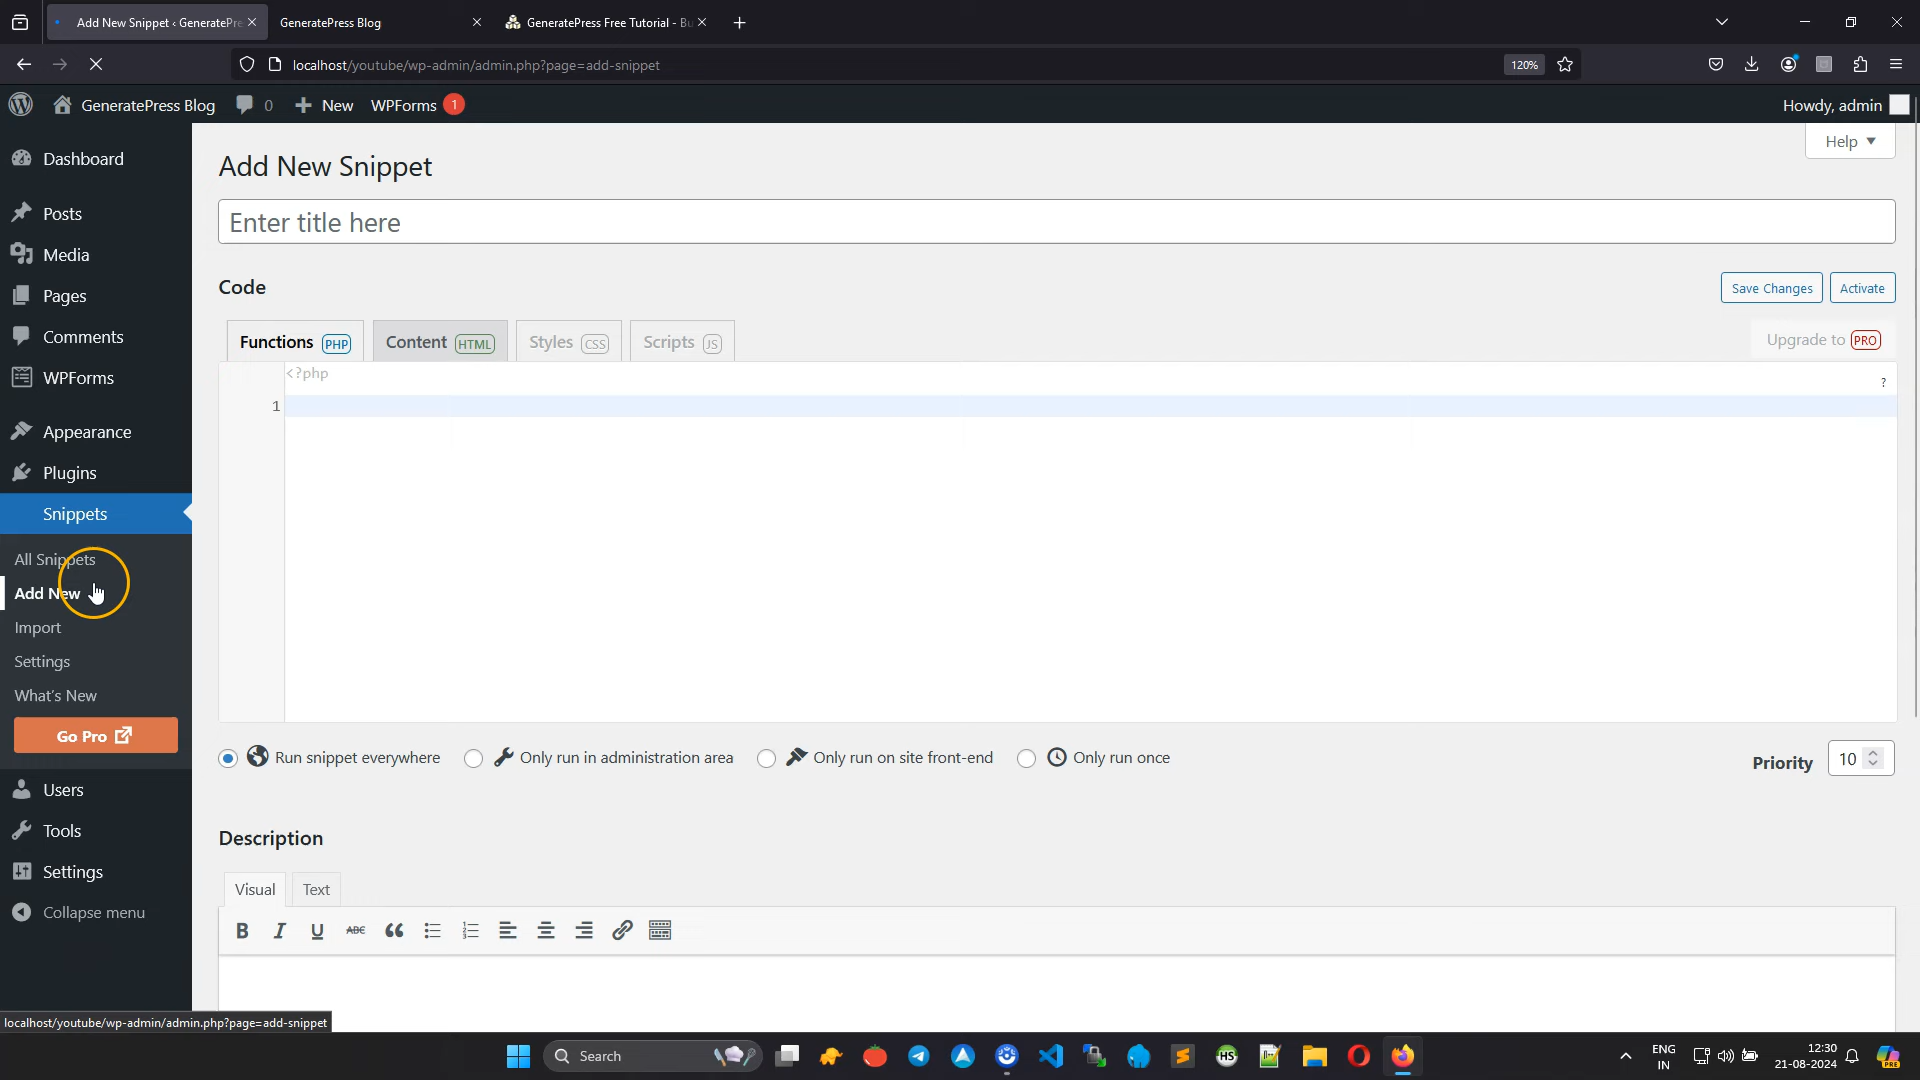 Add New Snippet ‹ GeneratePre
GeneratePress Blog
GeneratePress Free Tutorial - Bu
localhost/youtube/wp-admin/admin.php?page=add-snippet
120%
GeneratePress Blog
0
New
WPForms
1
Howdy, admin
Help
Dashboard
Posts
Media
Pages
Comments
WPForms
Appearance
Plugins
Snippets
All Snippets
Add New
Import
Settings
What's New
Go Pro
Users
Tools
Settings
Collapse menu
Add New Snippet
Enter title here
Code
Save Changes
Activate
Functions PHP
Content HTML
Styles CSS
Scripts JS
Upgrade to PRO
<?php
?
1
Run snippet everywhere
Only run in administration area
Only run on site front-end
Only run once
Priority
10
Description
Visual
Text
B I U ABC
localhost/youtube/wp-admin/admin.php?page=add-snippet
Search
HS
ENG
IN
12:30
21-08-2024
PRE